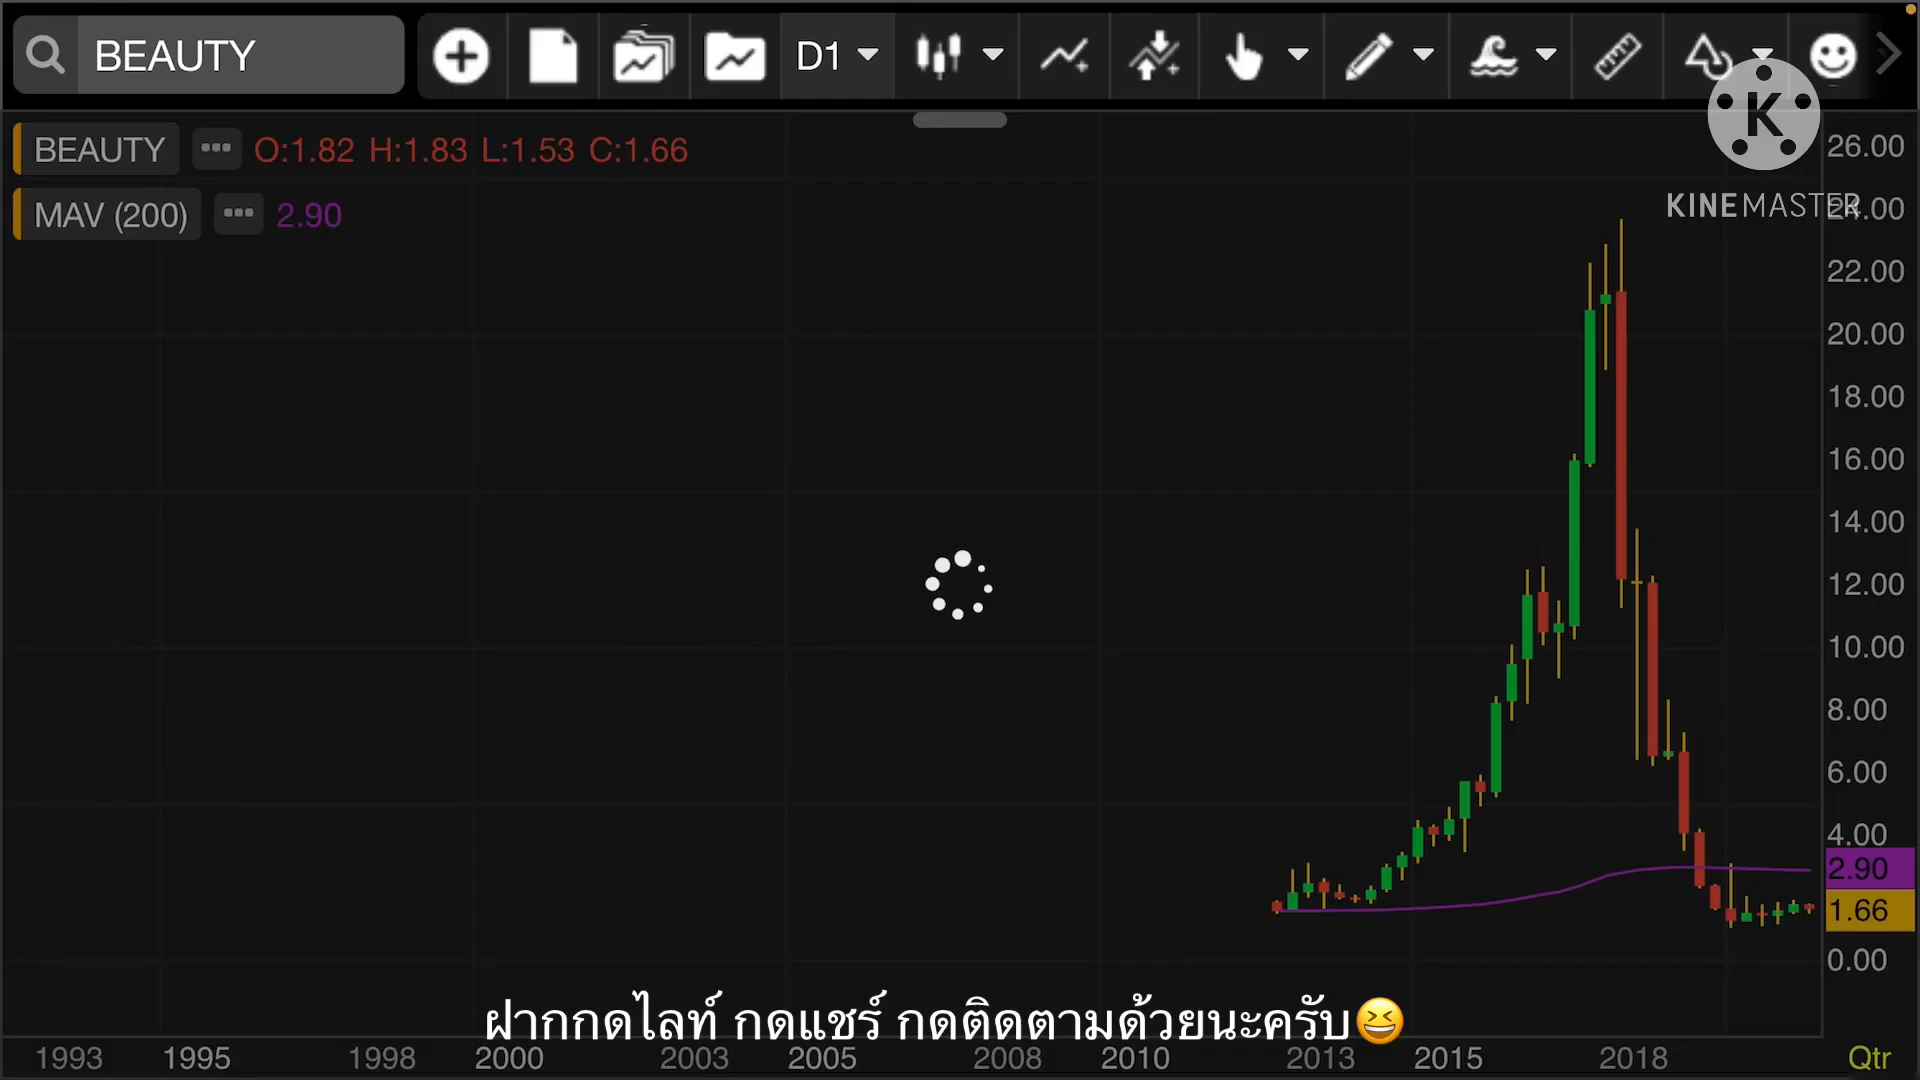 BEAUTY
D1
BEAUTY O:1.82 H:1.83 L:1.53 C:1.66
MAV (200) 2.90
K
KINEMASTER
26.00
24.00
22.00
20.00
18.00
16.00
14.00
12.00
10.00
8.00
6.00
4.00
2.90
1.66
0.00
ฝากกดไลท์ กดแชร์ กดติดตามด้วยนะครับ😆
1993 1995 1998 2000 2003 2005 2008 2010 2013 2015 2018 Qtr